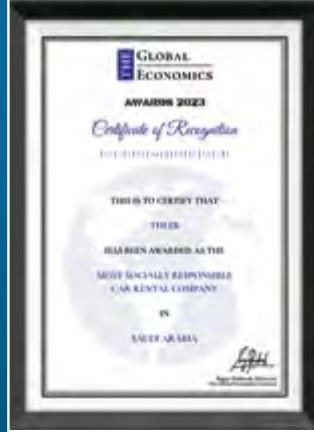 THE GLOBAL
ECONOMICS
AWARDS 2023
Certificate of Recognition
THIS IS TO CERTIFY THAT
THEEB
HAS BEEN AWARDED AS THE
MOST SOCIALLY RESPONSIBLE
CAR RENTAL COMPANY
IN
SAUDI ARABIA